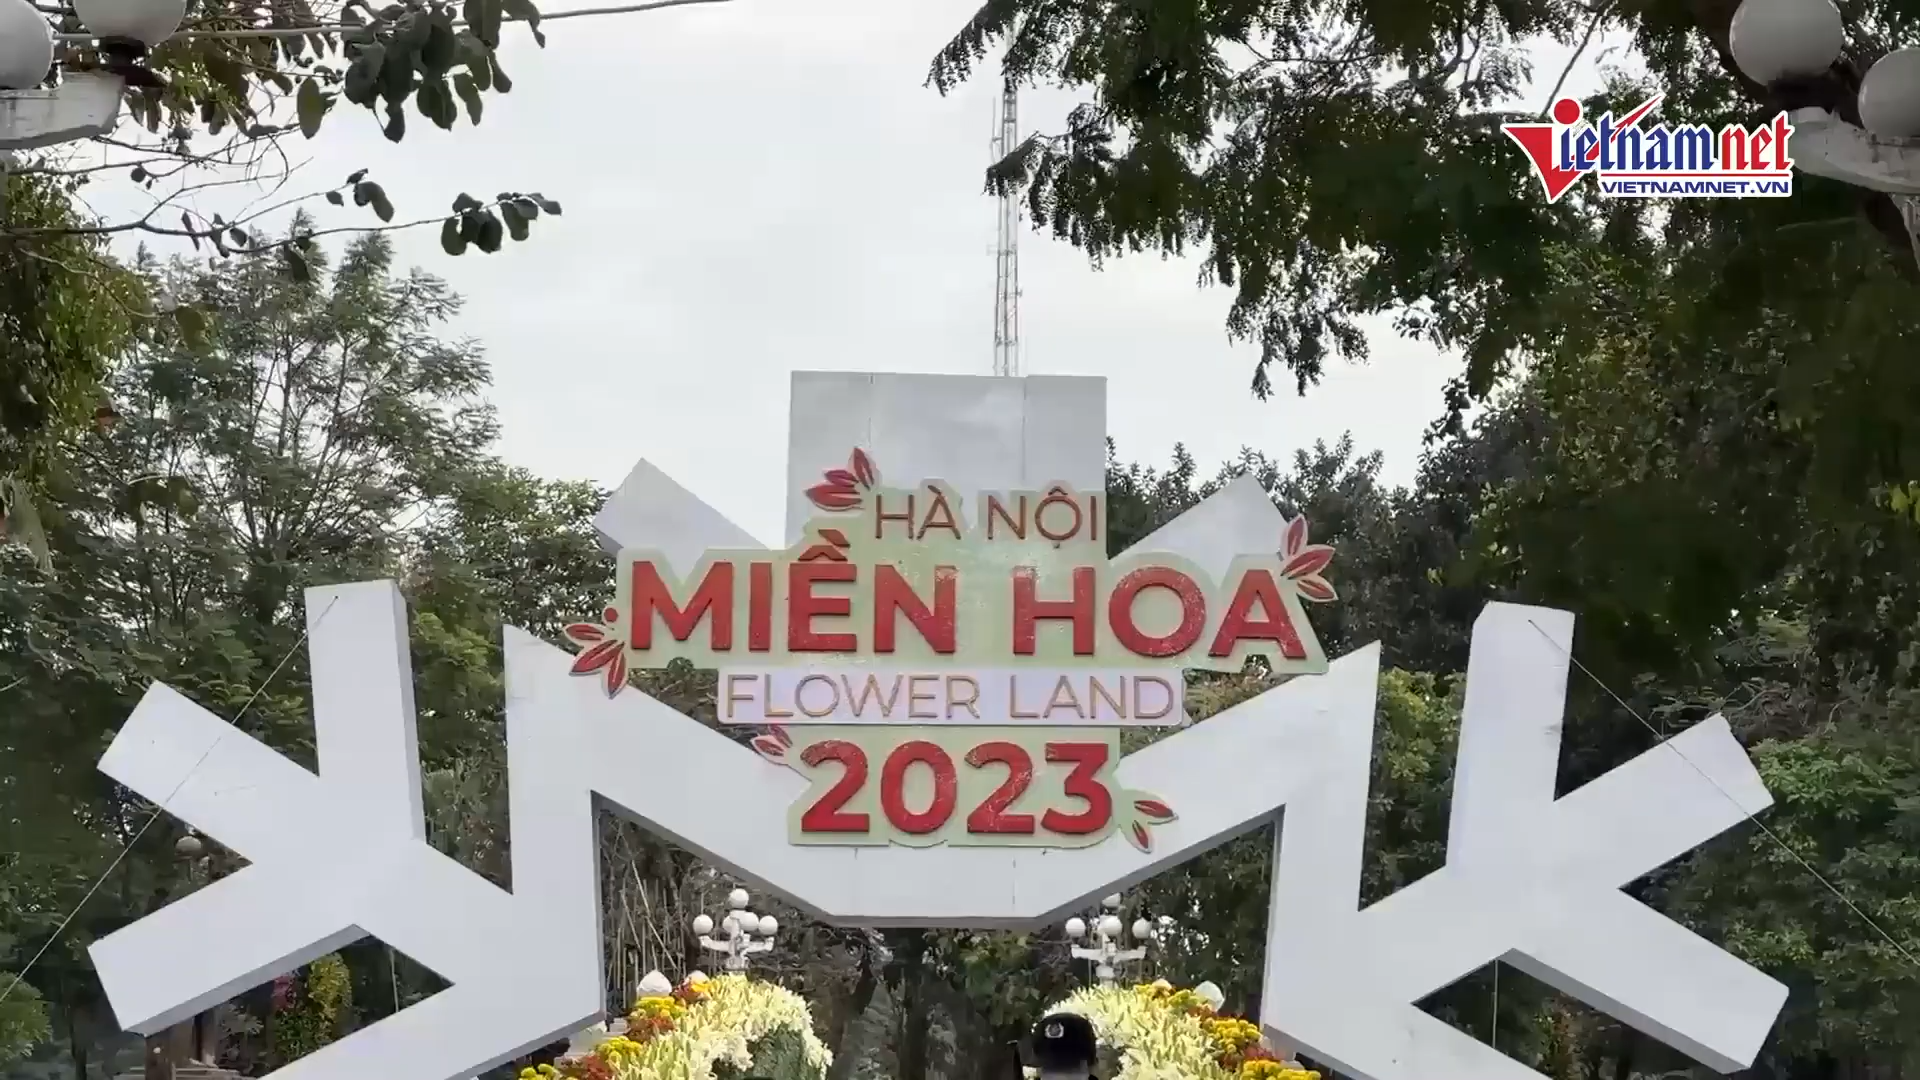 Vietnamnet
VIETNAMNET.VN
HÀ NỘI
MIỀN HOA
FLOWER LAND
2023